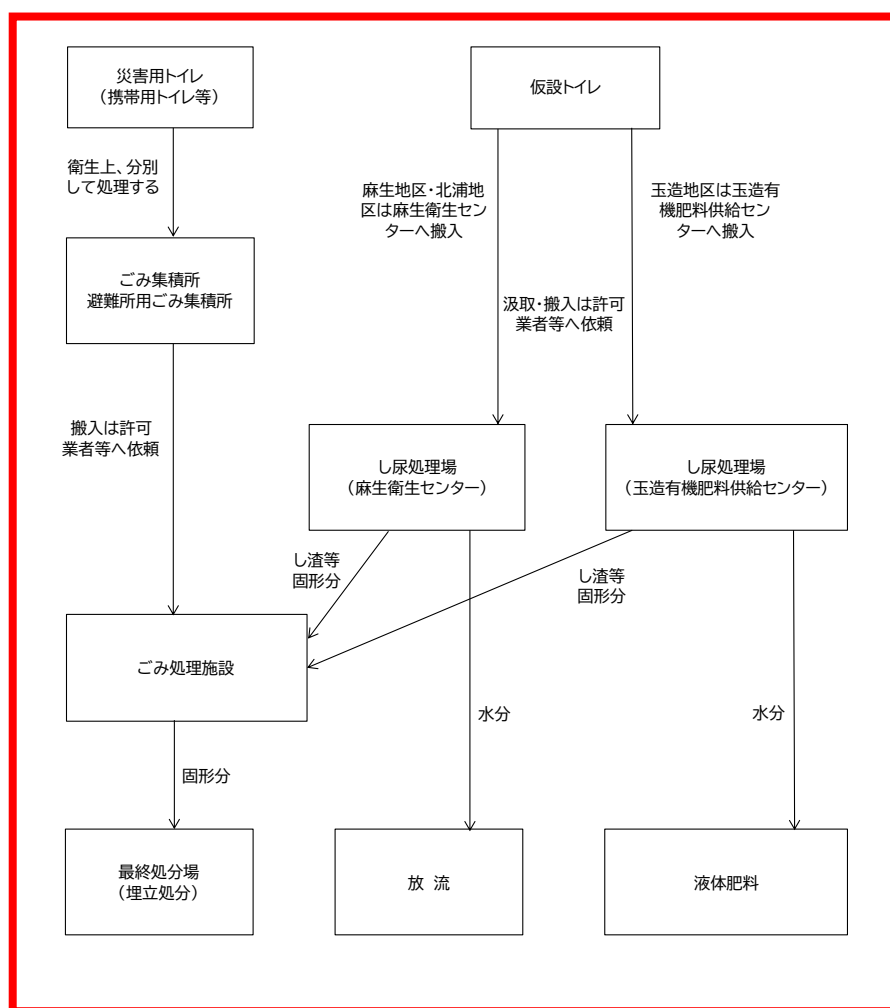 災害用トイレ
（携帯用トイレ等）
仮設トイレ
衛生上、分別
して処理する
麻生地区・北浦地
区は麻生衛生セン
ターへ搬入
玉造地区は玉造有
機肥料供給セン
ターへ搬入
ごみ集積所
避難所用ごみ集積所
汲取・搬入は許可
業者等へ依頼
搬入は許可
業者等へ依頼
し尿処理場
（麻生衛生センター）
し尿処理場
（玉造有機肥料供給センター）
し渣等
固形分
し渣等
固形分
ごみ処理施設
水分
水分
固形分
最終処分場
（埋立処分）
放 流
液体肥料